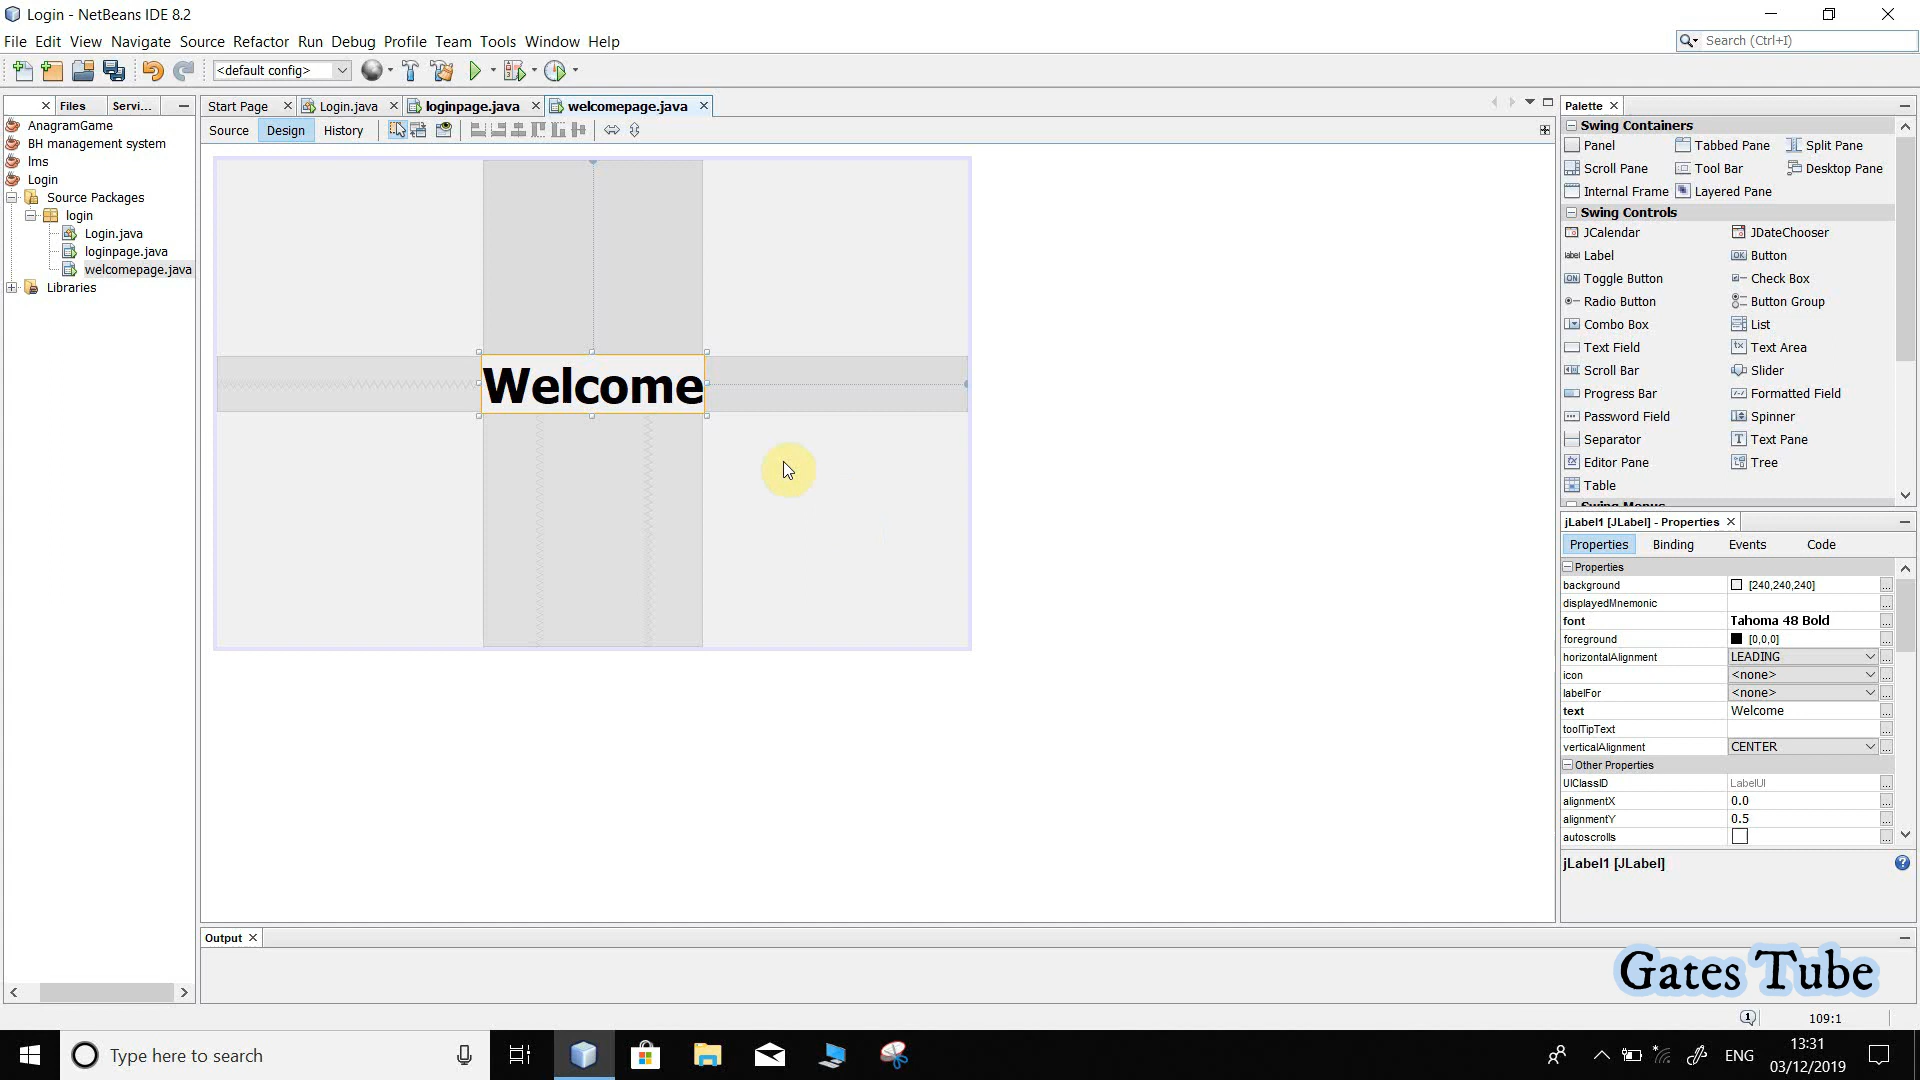 Login - NetBeans IDE 8.2
File Edit View Navigate Source Refactor Run Debug Profile Team Tools Window Help
Search (Ctrl+I)
<default config>
Files Servi...
Start Page Login.java loginpage.java welcomepage.java
Source Design History
AnagramGame
BH management system
lms
Login
Source Packages
login
Login.java
loginpage.java
welcomepage.java
Libraries
Welcome
Palette
Swing Containers
Panel Tabbed Pane Split Pane
Scroll Pane Tool Bar Desktop Pane
Internal Frame Layered Pane
Swing Controls
JCalendar JDateChooser
label Label OK Button
ON Toggle Button Check Box
Radio Button Button Group
Combo Box List
Text Field Text Area
Scroll Bar Slider
Progress Bar Formatted Field
Password Field Spinner
Separator Text Pane
Editor Pane Tree
Table
Swing Menus
jLabel1 [JLabel] - Properties
Properties Binding Events Code
Properties
background [240,240,240] ...
displayedMnemonic ...
font Tahoma 48 Bold ...
foreground [0,0,0] ...
horizontalAlignment LEADING ...
icon <none> ...
labelFor <none> ...
text Welcome ...
toolTipText ...
verticalAlignment CENTER ...
Other Properties
UIClassID LabelUI ...
alignmentX 0.0 ...
alignmentY 0.5 ...
autoscrolls ...
jLabel1 [JLabel]
Output
Gates Tube
109:1
Type here to search
ENG
13:31
03/12/2019